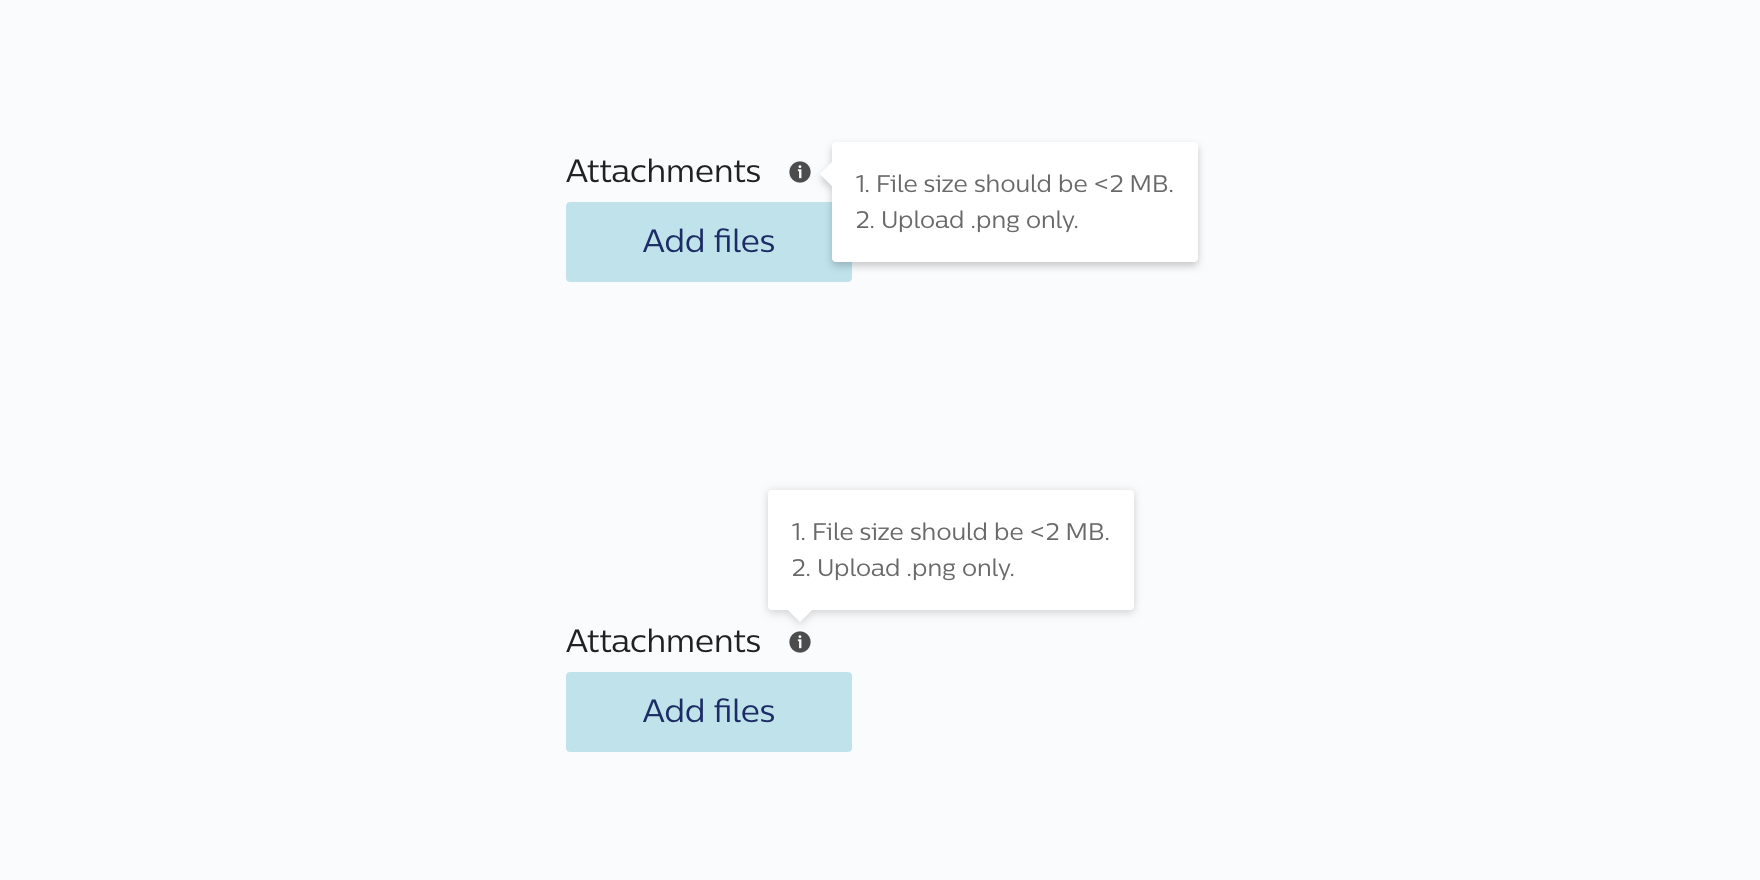 Attachments
1. File size should be <2 MB.
2. Upload .png only.
Add files
1. File size should be <2 MB.
2. Upload .png only.
Attachments
Add files